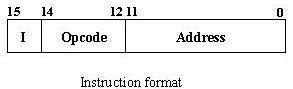 15 14 12 11 0
I Opcode Address
Instruction format